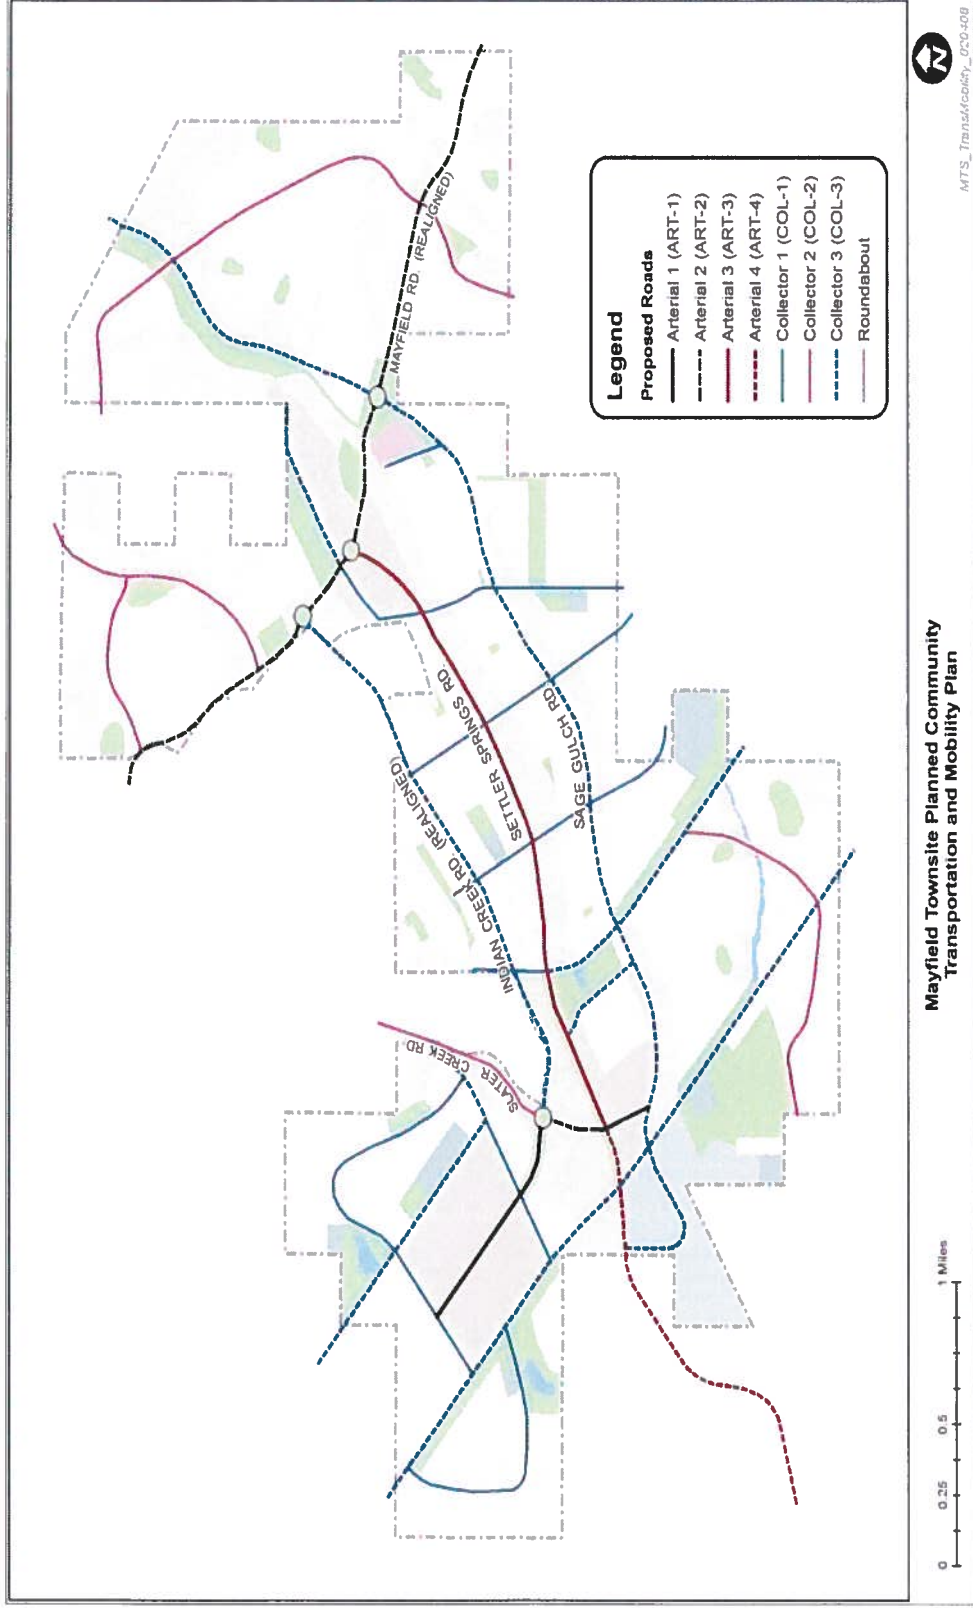 N
MTS_TransMobility_020408
MAYFIELD RD. (REALIGNED)
INDIAN CREEK RD (REALIGNED)
SETTLER SPRINGS RD
SAGE GULCH RD
SLATER CREEK RD
Legend
Proposed Roads
Arterial 1 (ART-1)
Arterial 2 (ART-2)
Arterial 3 (ART-3)
Arterial 4 (ART-4)
Collector 1 (COL-1)
Collector 2 (COL-2)
Collector 3 (COL-3)
Roundabout
0 0.25 0.5 1 Miles
Mayfield Townsite Planned Community
Transportation and Mobility Plan